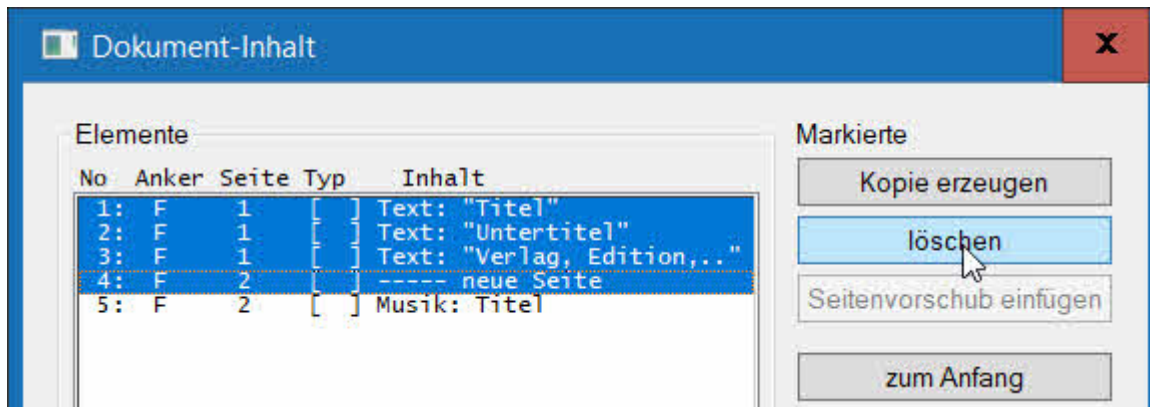 Dokument-Inhalt
x
Elemente
No Anker Seite Typ Inhalt
1: F 1 [ ] Text: "Titel"
2: F 1 [ ] Text: "Untertitel"
3: F 1 [ ] Text: "Verlag, Edition,.."
4: F 2 [ ] ----- neue Seite
5: F 2 [ ] Musik: Titel
Markierte
Kopie erzeugen
löschen
Seitenvorschub einfügen
zum Anfang